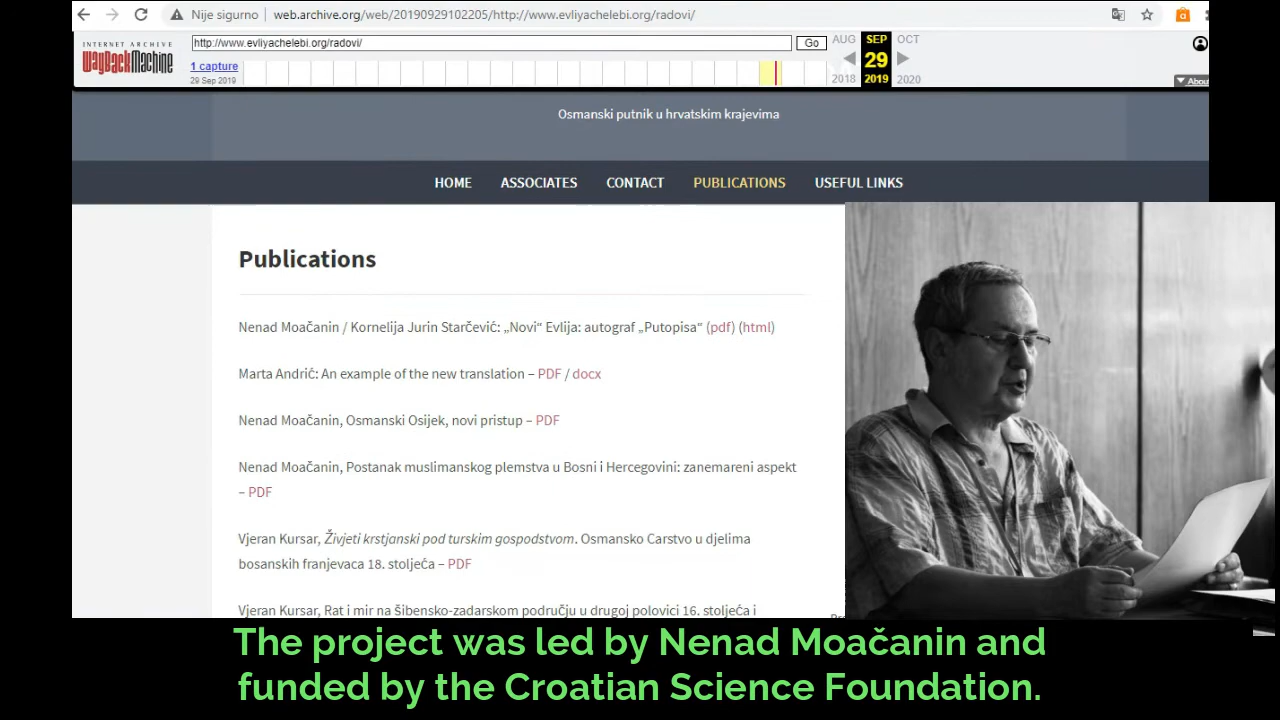 Nije sigurno | web.archive.org/web/20190929102205/http://www.evliyachelebi.org/radovi/
INTERNET ARCHIVE
WayBackMachine
http://www.evliyachelebi.org/radovi/
Go
AUG SEP OCT
1 capture
29
29 Sep 2019
2018 2019 2020
Osmanski putnik u hrvatskim krajevima
HOME ASSOCIATES CONTACT PUBLICATIONS USEFUL LINKS
Publications
Nenad Moačanin / Kornelija Jurin Starčević: „Novi“ Evlija: autograf „Putopisa“ (pdf) (html)
Marta Andrić: An example of the new translation – PDF / docx
Nenad Moačanin, Osmanski Osijek, novi pristup – PDF
Nenad Moačanin, Postanak muslimanskog plemstva u Bosni i Hercegovini: zanemareni aspekt
– PDF
Vjeran Kursar, Živjeti krstjanski pod turskim gospodstvom. Osmansko Carstvo u djelima
bosanskih franjevaca 18. stoljeća – PDF
Vjeran Kursar, Rat i mir na šibensko-zadarskom području u drugoj polovici 16. stoljeća i
The project was led by Nenad Moačanin and
funded by the Croatian Science Foundation.